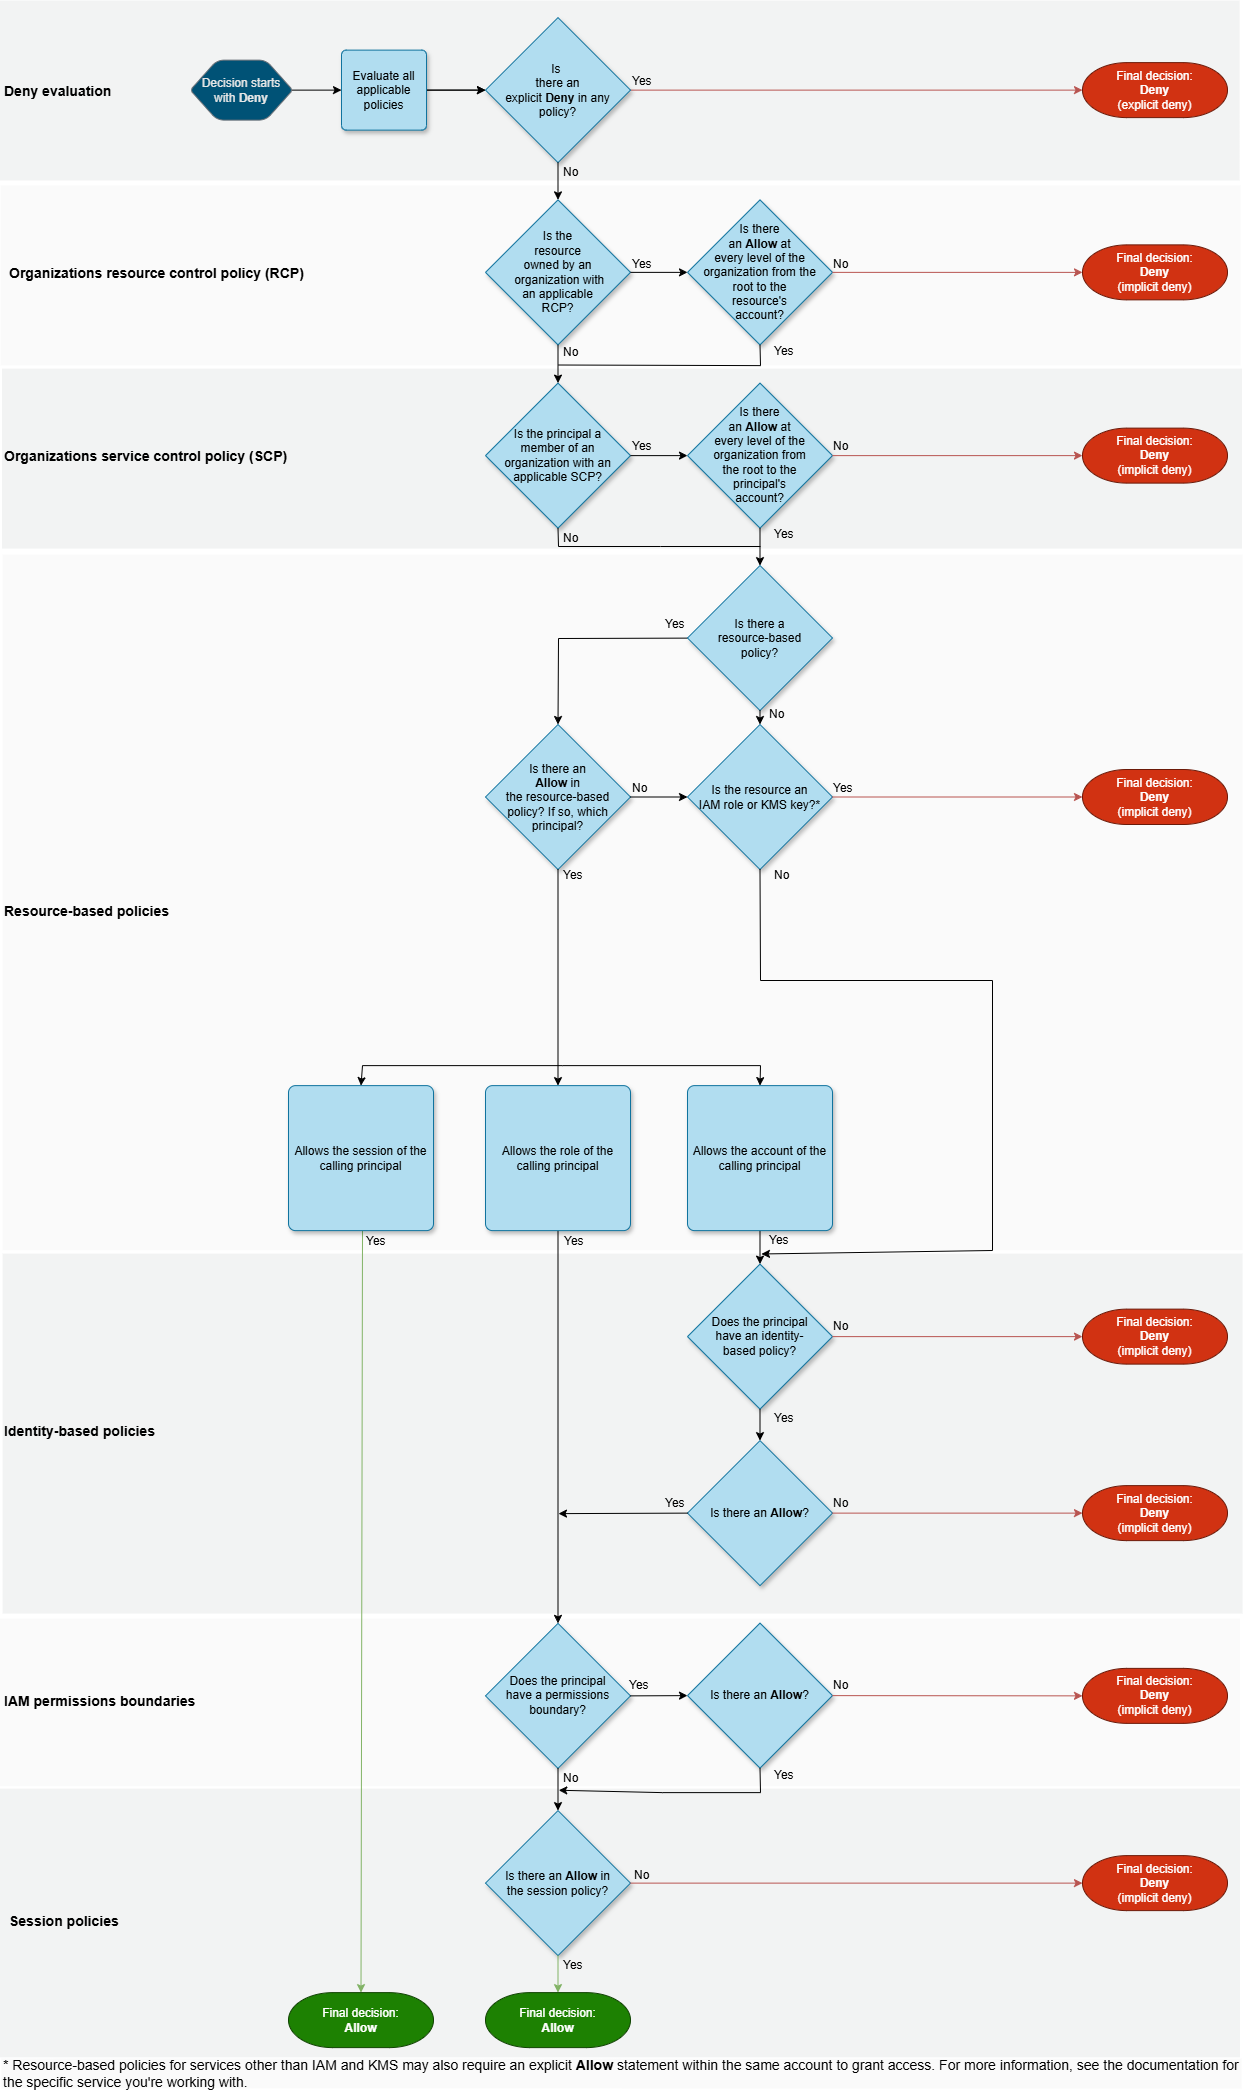 Deny evaluation
Decision starts
with Deny
Evaluate all
applicable
policies
Is
there an
explicit Deny in any
policy?
Yes
No
Final decision:
Deny
(explicit deny)
Organizations resource control policy (RCP)
Is the
resource
owned by an
organization with
an applicable
RCP?
Yes
No
Is there
an Allow at
every level of the
organization from the
root to the
resource's
account?
No
Yes
Final decision:
Deny
(implicit deny)
Organizations service control policy (SCP)
Is the principal a
member of an
organization with an
applicable SCP?
Yes
No
Is there
an Allow at
every level of the
organization from
the root to the
principal's
account?
No
Yes
Final decision:
Deny
(implicit deny)
Resource-based policies
Is there a
resource-based
policy?
Yes
No
Is there an
Allow in
the resource-based
policy? If so, which
principal?
No
Yes
Is the resource an
IAM role or KMS key?*
Yes
No
Final decision:
Deny
(implicit deny)
Allows the session of the
calling principal
Yes
Allows the role of the
calling principal
Yes
Allows the account of the
calling principal
Yes
Identity-based policies
Does the principal
have an identity-
based policy?
No
Yes
Final decision:
Deny
(implicit deny)
Is there an Allow?
Yes
No
Final decision:
Deny
(implicit deny)
IAM permissions boundaries
Does the principal
have a permissions
boundary?
Yes
No
Is there an Allow?
No
Yes
Final decision:
Deny
(implicit deny)
Session policies
Is there an Allow in
the session policy?
No
Yes
Final decision:
Deny
(implicit deny)
Final decision:
Allow
Final decision:
Allow
* Resource-based policies for services other than IAM and KMS may also require an explicit Allow statement within the same account to grant access. For more information, see the documentation for
the specific service you're working with.